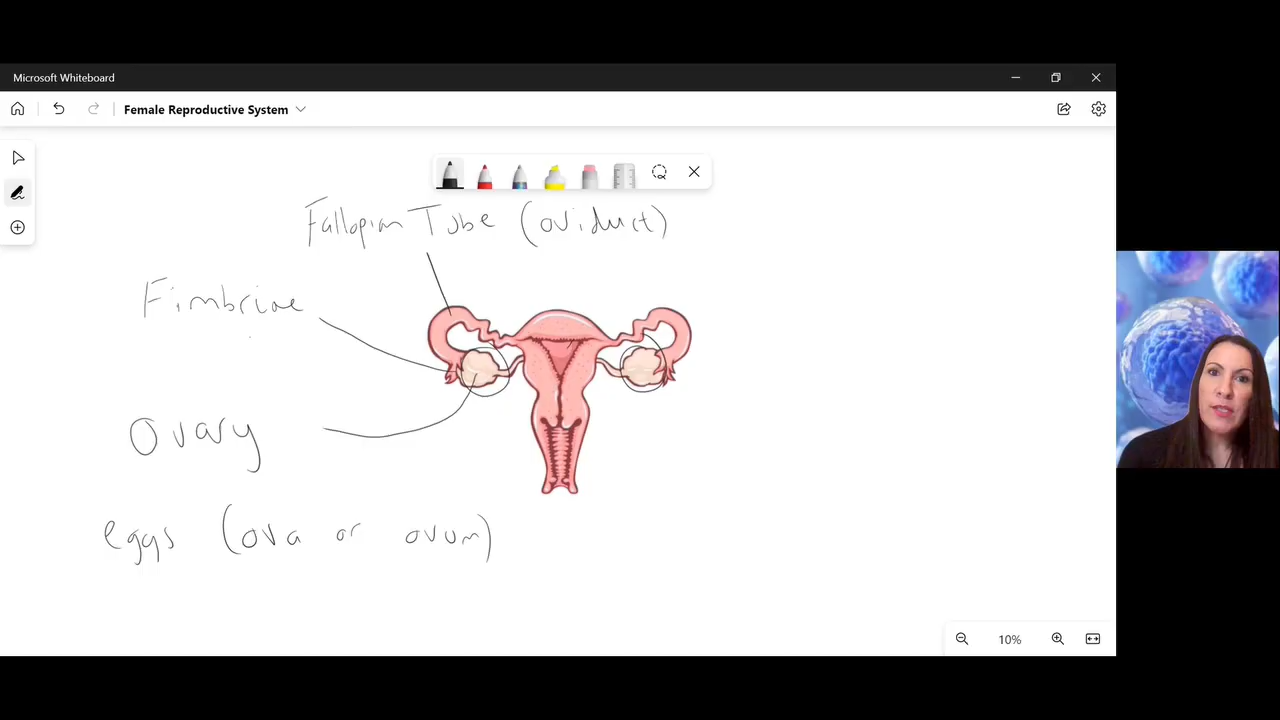 Microsoft Whiteboard
Female Reproductive System
Fallopian Tube (oviduct)
Fimbriae
Ovary
eggs (ova or ovum)
10%